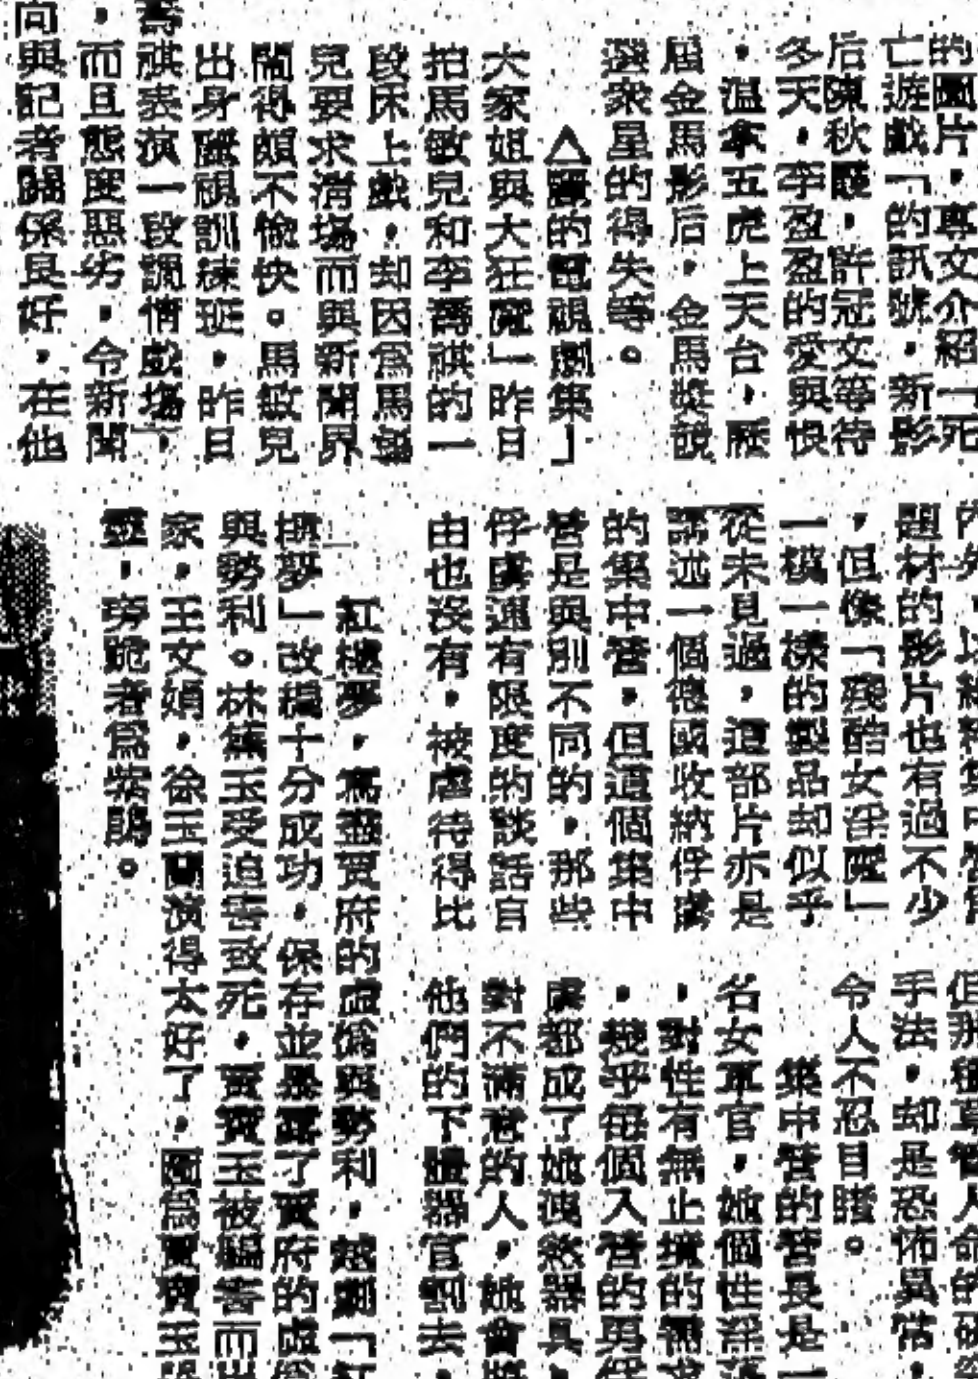 的圖片，尊文介紹一死
亡遊戲「的訊號，新影
后陳秋霞，許冠文等待
多天，李盈盈的愛與恨
，溫拿五虎上天台，歷
屆金馬影后，金馬獎競
選衆星的得失等。
△麗的電視劇集」
大家姐與大狂魔」昨日
拍馬敏兒和李喬祺的一
段床上戲，却因爲馬敏
兒要求清場而與新聞界
鬧得頗不愉快。馬敏兒
出身麗視訓練班，昨日
喬祺表演一段調情戲場，
，而且態度惡劣，令新聞
向與記者關係良好，在他
題材的影片也有過不少
，但像「殘酷女淫魔」
一模一樣的製品却似乎
從未見過，這部片亦是
講述一個德國收納俘虜
的集中營，但這個集中
營是與別不同的，那些
俘虜連有限度的談話自
由也沒有，被虐待得比
手法，却是恐怖異常，
令人不忍目睹。
集中營的營長是一
名女軍官，她個性淫蕩
，對性有無止境的需求
，幾乎每個入營的男俘
虜都成了她洩慾器具，
對不滿意的人，她會將
他們的下體器官割去，
紅樓夢，寫盡賈府的虛僞與勢利，越劇「紅
樓夢」改編十分成功，保存並暴露了賈府的虛僞
與勢利。林黛玉受迫害致死，賈寶玉被騙害而出
家，王文娟，徐玉蘭演得太好了，圖爲賈寶玉
靈，旁跪者爲紫鵑。